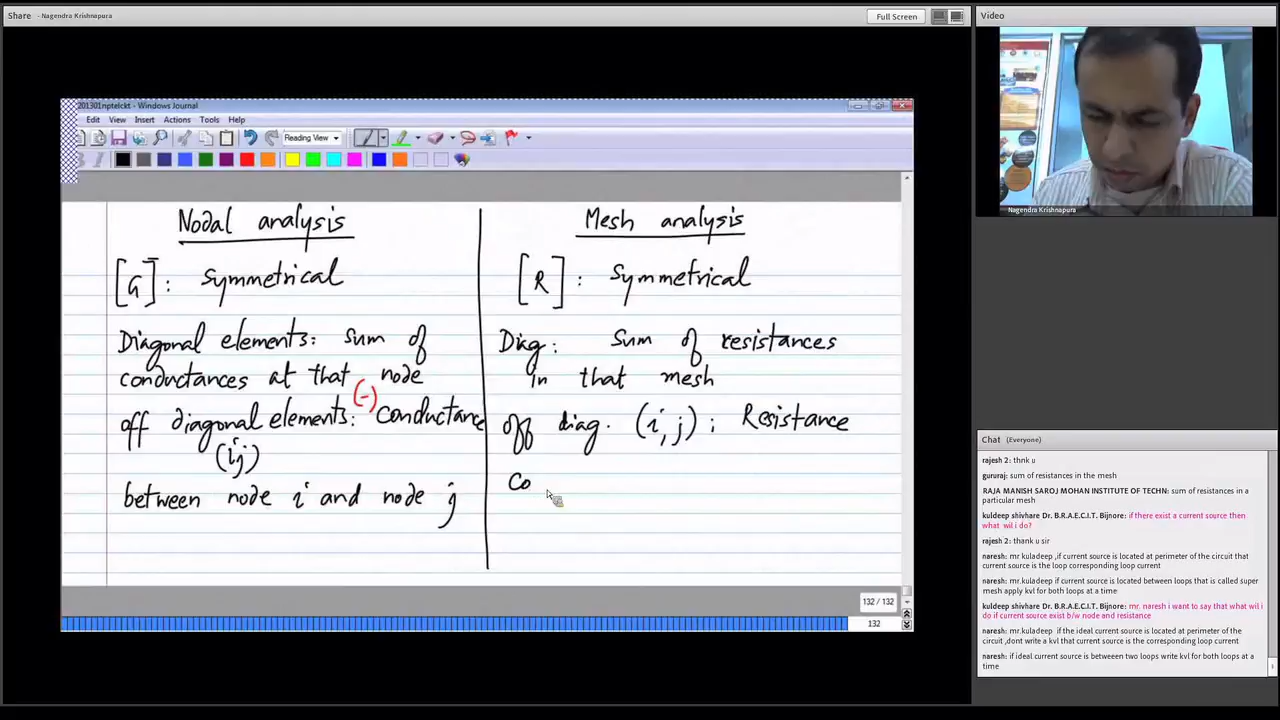 Share - Nagendra Krishnapura
Full Screen
Video
201301nptelckt - Windows Journal
Edit View Insert Actions Tools Help
Reading View
Nodal analysis
[G] : Symmetrical
Diagonal elements: sum of
conductances at that node
(-)
off diagonal elements: conductance
(ij)
between node i and node j
Mesh analysis
[R] : Symmetrical
Diag: Sum of resistances
in that mesh
off diag. (i,j) ; Resistance
Co
132 / 132
132
Nagendra Krishnapura
Chat (Everyone)
rajesh 2: thnk u
gururaj: sum of resistances in the mesh
RAJA MANISH SAROJ MOHAN INSTITUTE OF TECHN: sum of resistances in a
particular mesh
kuldeep shivhare Dr. B.R.A.E.C.I.T. Bijnore: if there exist a current source then
what wil i do?
rajesh 2: thank u sir
naresh: mr.kuladeep ,if current source is located at perimeter of the circuit that
current source is the loop corresponding loop current
naresh: mr.kuladeep if current source is located between loops that is called super
mesh apply kvl for both loops at a time
kuldeep shivhare Dr. B.R.A.E.C.I.T. Bijnore: mr. naresh i want to say that what wil i
do if current source exist b/w node and resistance
naresh: mr.kuladeep if the ideal current source is located at perimeter of the
circuit ,dont write a kvl that current source is the corresponding loop current
naresh: if ideal current source is betweeen two loops write kvl for both loops at a
time